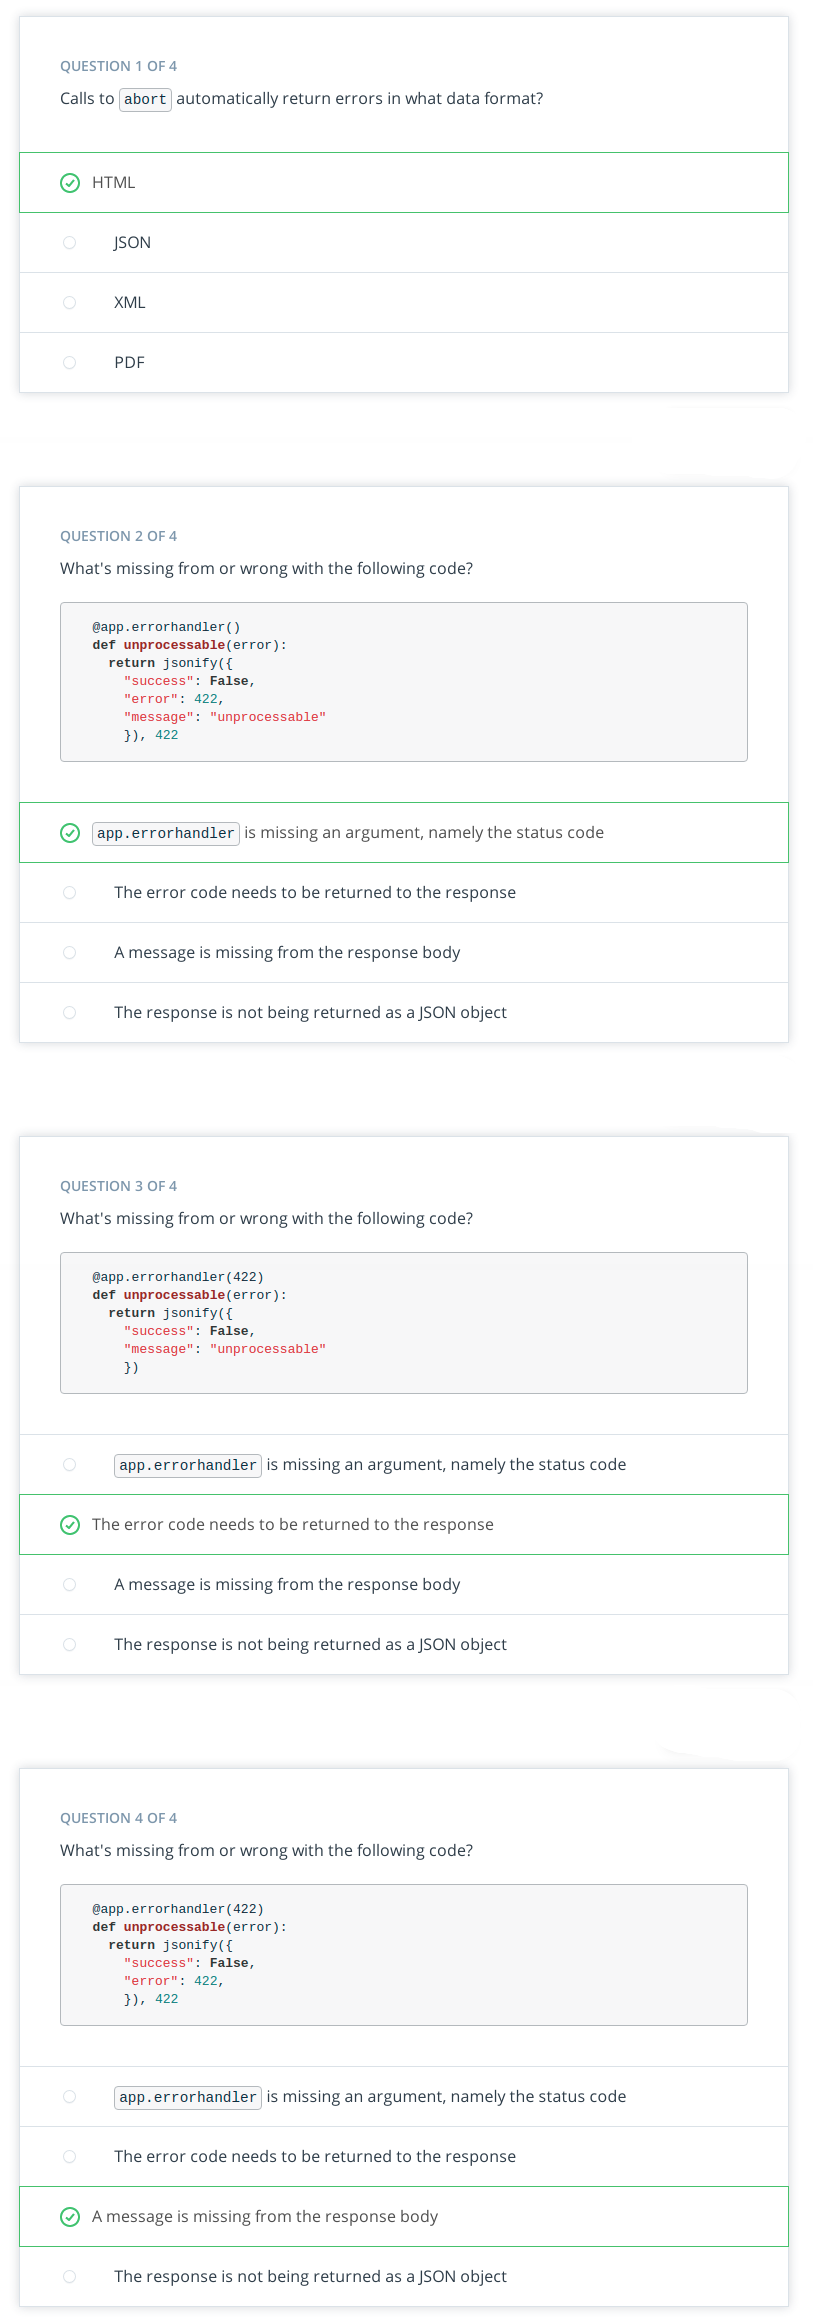 QUESTION 1 OF 4
Calls to abort automatically return errors in what data format?
HTML
JSON
XML
PDF
QUESTION 2 OF 4
What's missing from or wrong with the following code?
@app.errorhandler()
def unprocessable(error):
  return jsonify({
    "success": False,
    "error": 422,
    "message": "unprocessable"
    }), 422
app.errorhandler is missing an argument, namely the status code
The error code needs to be returned to the response
A message is missing from the response body
The response is not being returned as a JSON object
QUESTION 3 OF 4
What's missing from or wrong with the following code?
@app.errorhandler(422)
def unprocessable(error):
  return jsonify({
    "success": False,
    "message": "unprocessable"
    })
app.errorhandler is missing an argument, namely the status code
The error code needs to be returned to the response
A message is missing from the response body
The response is not being returned as a JSON object
QUESTION 4 OF 4
What's missing from or wrong with the following code?
@app.errorhandler(422)
def unprocessable(error):
  return jsonify({
    "success": False,
    "error": 422,
    }), 422
app.errorhandler is missing an argument, namely the status code
The error code needs to be returned to the response
A message is missing from the response body
The response is not being returned as a JSON object